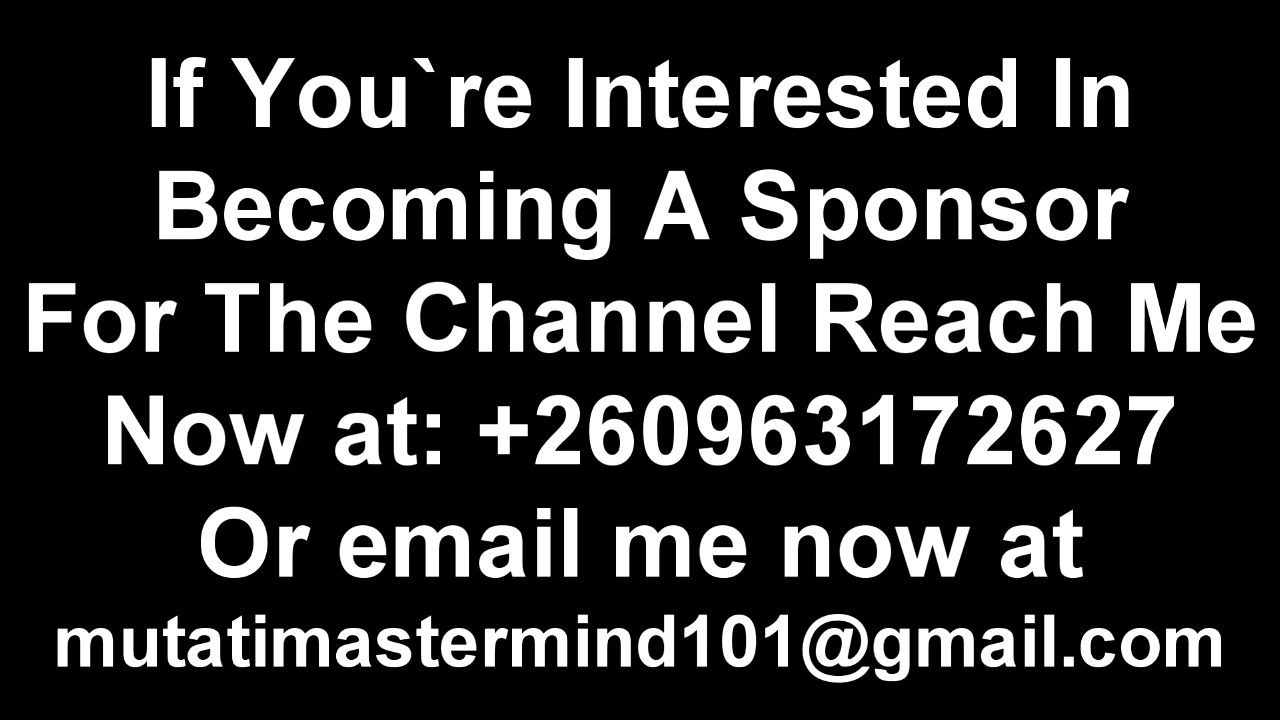 If You`re Interested In
Becoming A Sponsor
For The Channel Reach Me
Now at: +260963172627
Or email me now at
mutatimastermind101@gmail.com